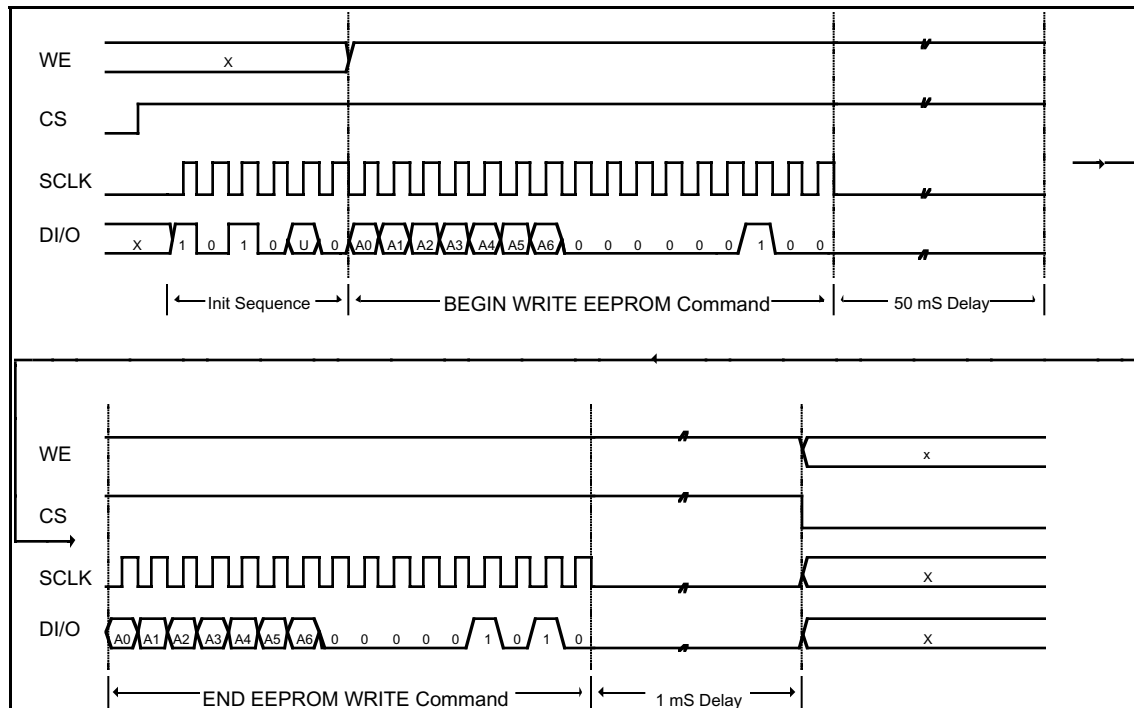 WE X
CS
SCLK
DI/O X 1 0 1 0 U 0 A0 A1 A2 A3 A4 A5 A6 0 0 0 0 0 0 1 0 0
Init Sequence BEGIN WRITE EEPROM Command 50 mS Delay
WE x
CS
SCLK X
DI/O A0 A1 A2 A3 A4 A5 A6 0 0 0 0 0 1 0 1 0 X
END EEPROM WRITE Command 1 mS Delay